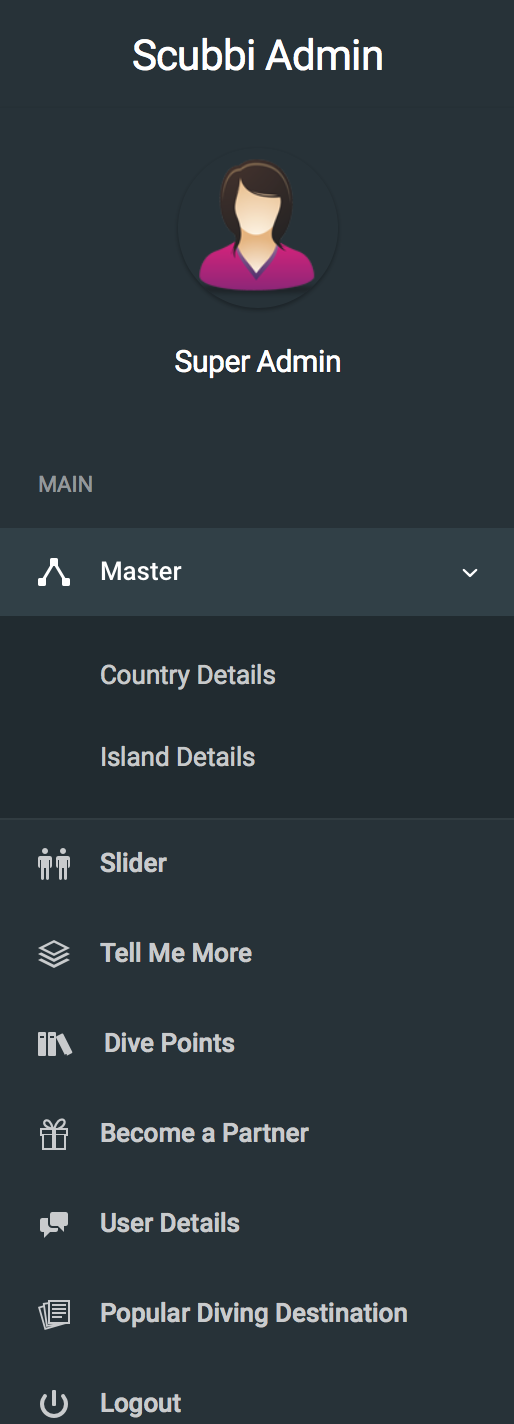 Scubbi Admin
Super Admin
MAIN
Master
Country Details
Island Details
Slider
Tell Me More
Dive Points
Become a Partner
User Details
Popular Diving Destination
Logout